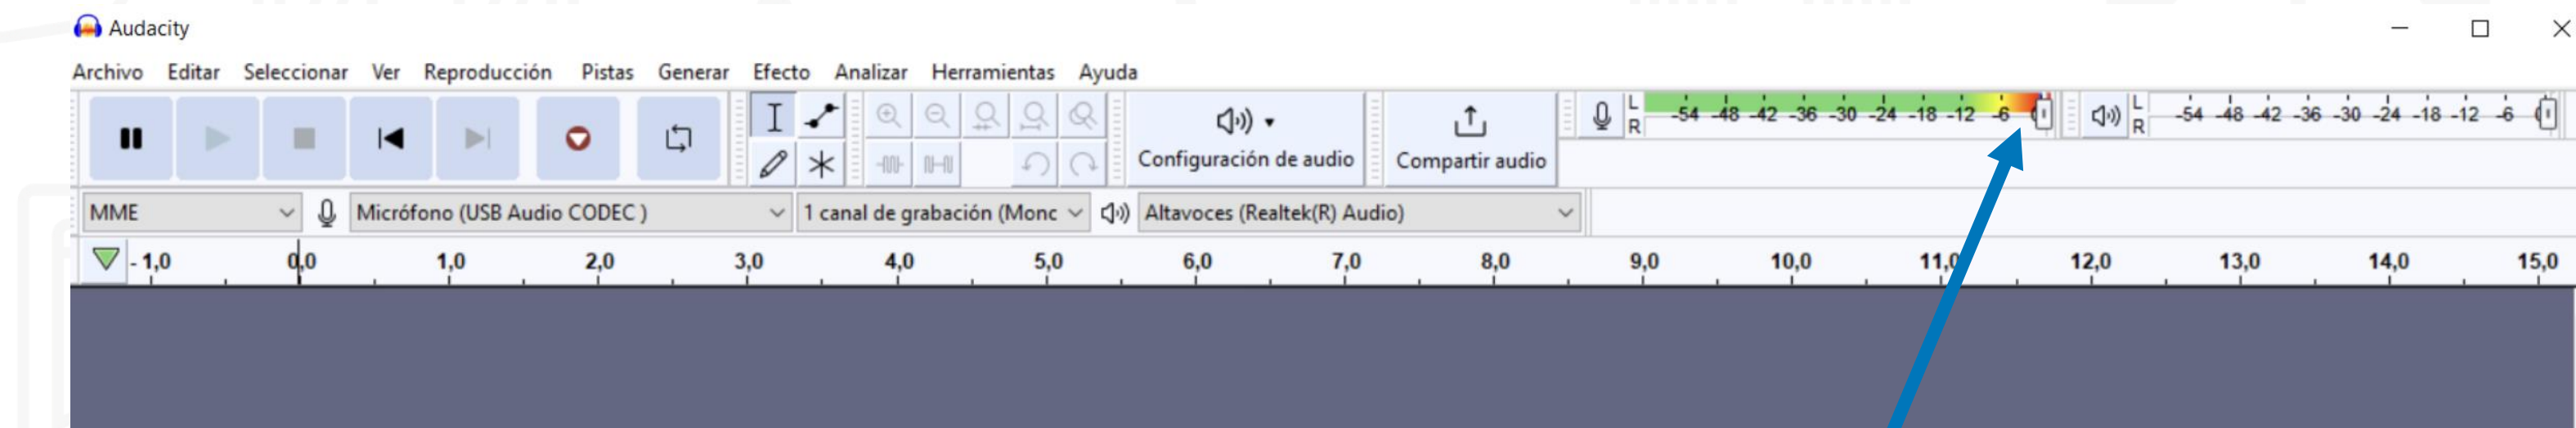 Audacity
Archivo Editar Seleccionar Ver Reproducción Pistas Generar Efecto Analizar Herramientas Ayuda
L -54 -48 -42 -36 -30 -24 -18 -12 -6 L -54 -48 -42 -36 -30 -24 -18 -12 -6
R R
Configuración de audio Compartir audio
MME Micrófono (USB Audio CODEC ) 1 canal de grabación (Monc Altavoces (Realtek(R) Audio)
-1,0 0,0 1,0 2,0 3,0 4,0 5,0 6,0 7,0 8,0 9,0 10,0 11,0 12,0 13,0 14,0 15,0